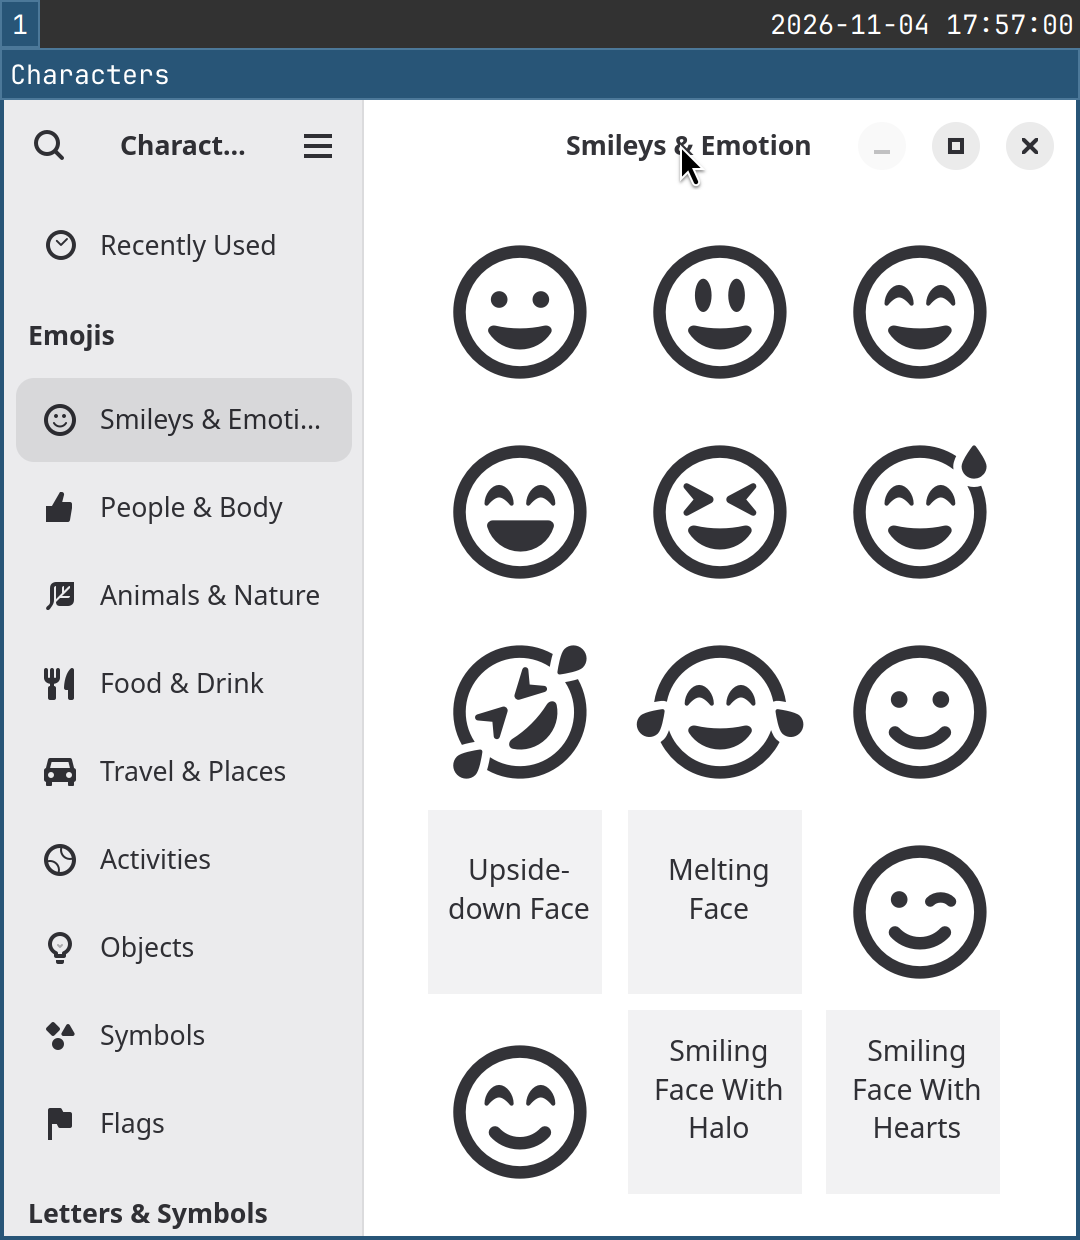 1
2026-11-04 17:57:00
Characters
Charact...
Smileys & Emotion
Recently Used
Emojis
Smileys & Emoti...
People & Body
Animals & Nature
Food & Drink
Travel & Places
Activities
Objects
Symbols
Flags
Letters & Symbols
Upside-
down Face
Melting
Face
Smiling
Face With
Halo
Smiling
Face With
Hearts